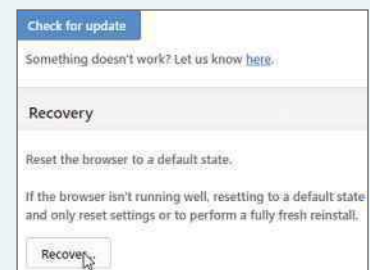 Check for update
Something doesn't work? Let us know here.
Recovery
Reset the browser to a default state.
If the browser isn't running well, resetting to a default state
and only reset settings or to perform a fully fresh reinstall.
Recover...